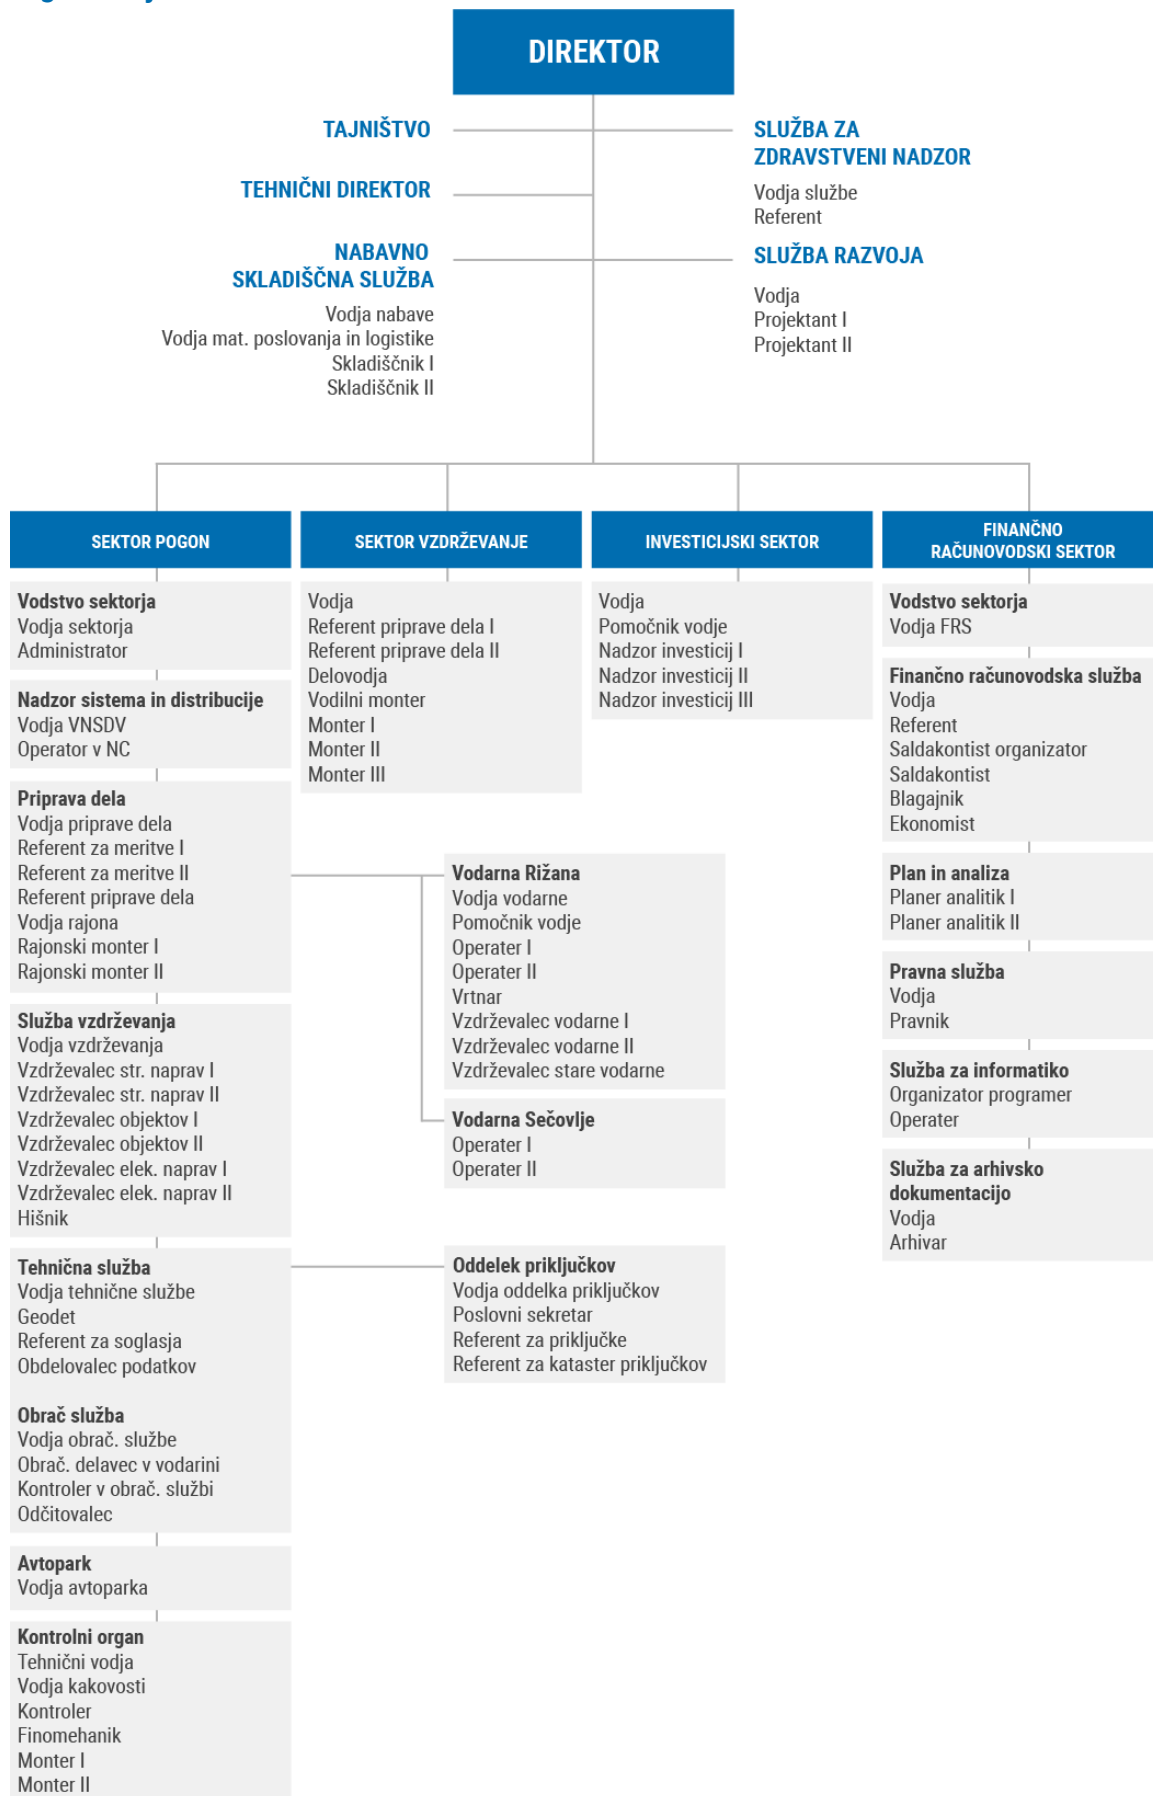 DIREKTOR
TAJNIŠTVO
TEHNIČNI DIREKTOR
NABAVNO
SKLADIŠČNA SLUŽBA
Vodja nabave
Vodja mat. poslovanja in logistike
Skladiščnik I
Skladiščnik II
SLUŽBA ZA
ZDRAVSTVENI NADZOR
Vodja službe
Referent
SLUŽBA RAZVOJA
Vodja
Projektant I
Projektant II
SEKTOR POGON
Vodstvo sektorja
Vodja sektorja
Administrator
Nadzor sistema in distribucije
Vodja VNSDV
Operator v NC
Priprava dela
Vodja priprave dela
Referent za meritve I
Referent za meritve II
Referent priprave dela
Vodja rajona
Rajonski monter I
Rajonski monter II
Služba vzdrževanja
Vodja vzdrževanja
Vzdrževalec str. naprav I
Vzdrževalec str. naprav II
Vzdrževalec objektov I
Vzdrževalec objektov II
Vzdrževalec elek. naprav I
Vzdrževalec elek. naprav II
Hišnik
Tehnična služba
Vodja tehnične službe
Geodet
Referent za soglasja
Obdelovalec podatkov
Obrač služba
Vodja obrač. službe
Obrač. delavec v vodarini
Kontroler v obrač. službi
Odčitovalec
Avtopark
Vodja avtoparka
Kontrolni organ
Tehnični vodja
Vodja kakovosti
Kontroler
Finomehanik
Monter I
Monter II
SEKTOR VZDRŽEVANJE
Vodja
Referent priprave dela I
Referent priprave dela II
Delovodja
Vodilni monter
Monter I
Monter II
Monter III
Vodarna Rižana
Vodja vodarne
Pomočnik vodje
Operater I
Operater II
Vrtnar
Vzdrževalec vodarne I
Vzdrževalec vodarne II
Vzdrževalec stare vodarne
Vodarna Sečovlje
Operater I
Operater II
Oddelek priključkov
Vodja oddelka priključkov
Poslovni sekretar
Referent za priključke
Referent za kataster priključkov
INVESTICIJSKI SEKTOR
Vodja
Pomočnik vodje
Nadzor investicij I
Nadzor investicij II
Nadzor investicij III
FINANČNO
RAČUNOVODSKI SEKTOR
Vodstvo sektorja
Vodja FRS
Finančno računovodska služba
Vodja
Referent
Saldakontist organizator
Saldakontist
Blagajnik
Ekonomist
Plan in analiza
Planer analitik I
Planer analitik II
Pravna služba
Vodja
Pravnik
Služba za informatiko
Organizator programer
Operater
Služba za arhivsko
dokumentacijo
Vodja
Arhivar